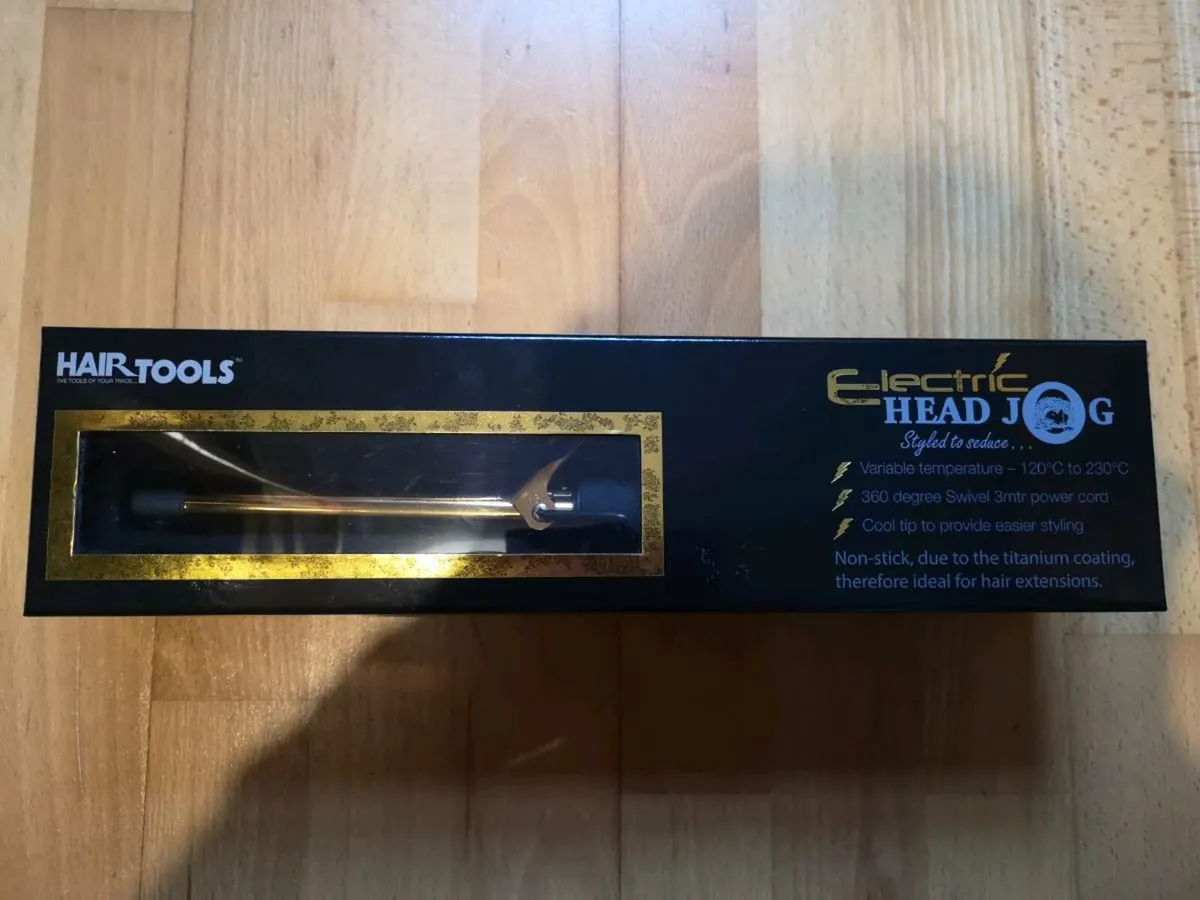 HAIR TOOLS™
THE TOOLS OF YOUR TRADE...
Electric
HEAD JOG
Styled to seduce...
Variable temperature – 120°C to 230°C
360 degree Swivel 3mtr power cord
Cool tip to provide easier styling
Non-stick, due to the titanium coating,
therefore ideal for hair extensions.